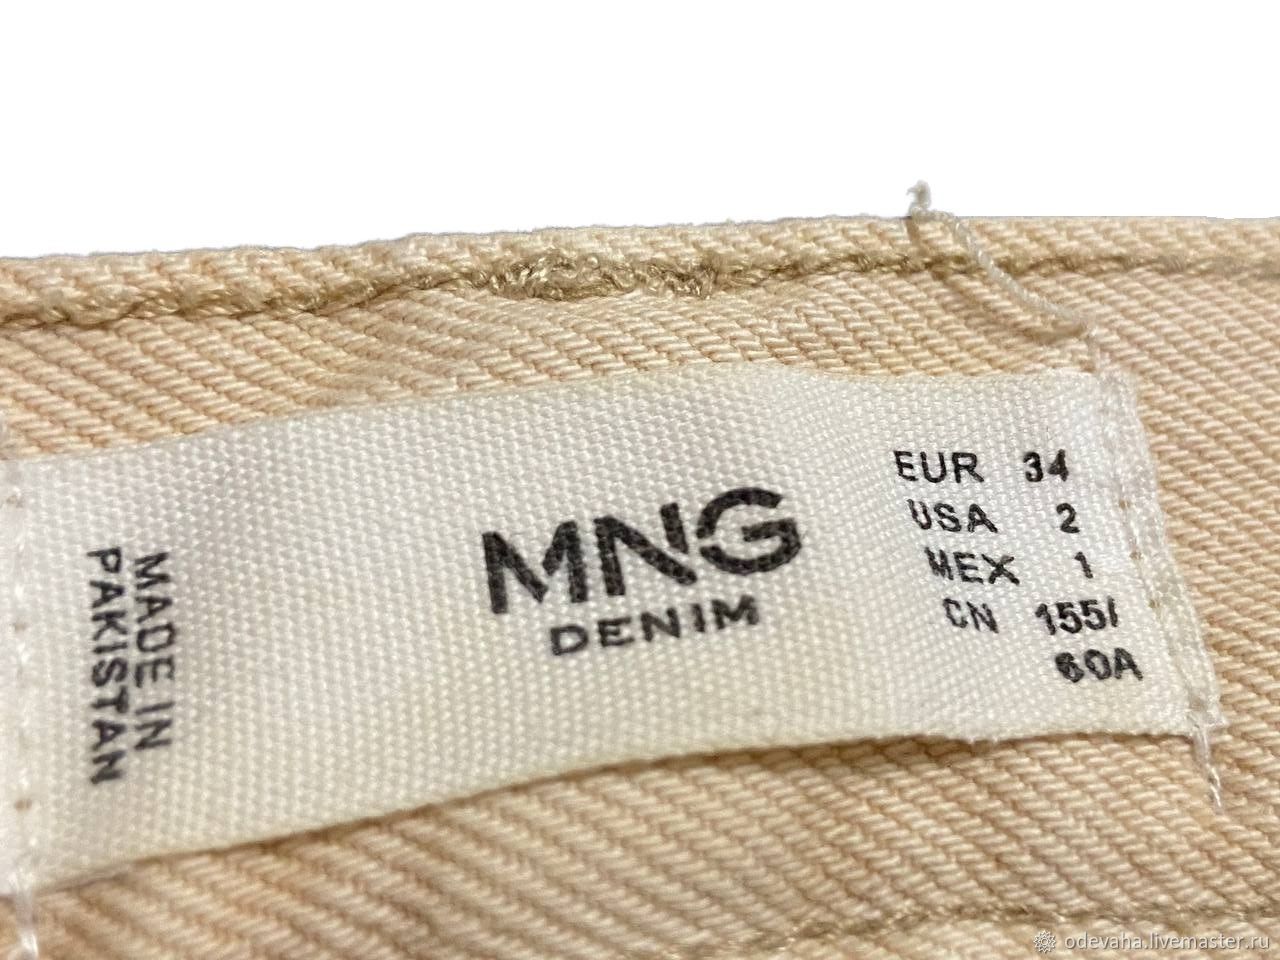 MADE IN
PAKISTAN
MNG
DENIM
EUR 34
USA 2
MEX 1
CN 155/
60A
odevaha.livemaster.ru